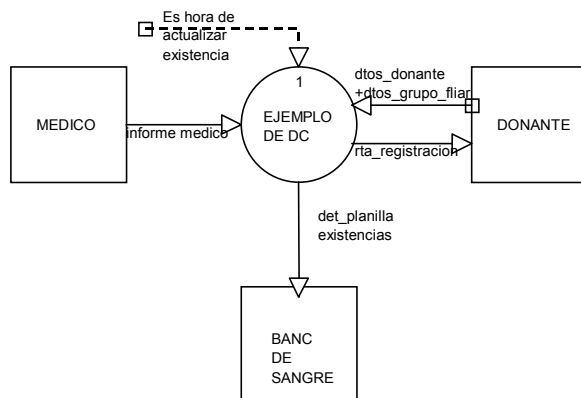 Es hora de
actualizar
existencia
1
EJEMPLO
DE DC
MEDICO
informe medico
dtos_donante
+dtos_grupo_fliar
DONANTE
rta_registracion
det_planilla
existencias
BANC
DE
SANGRE